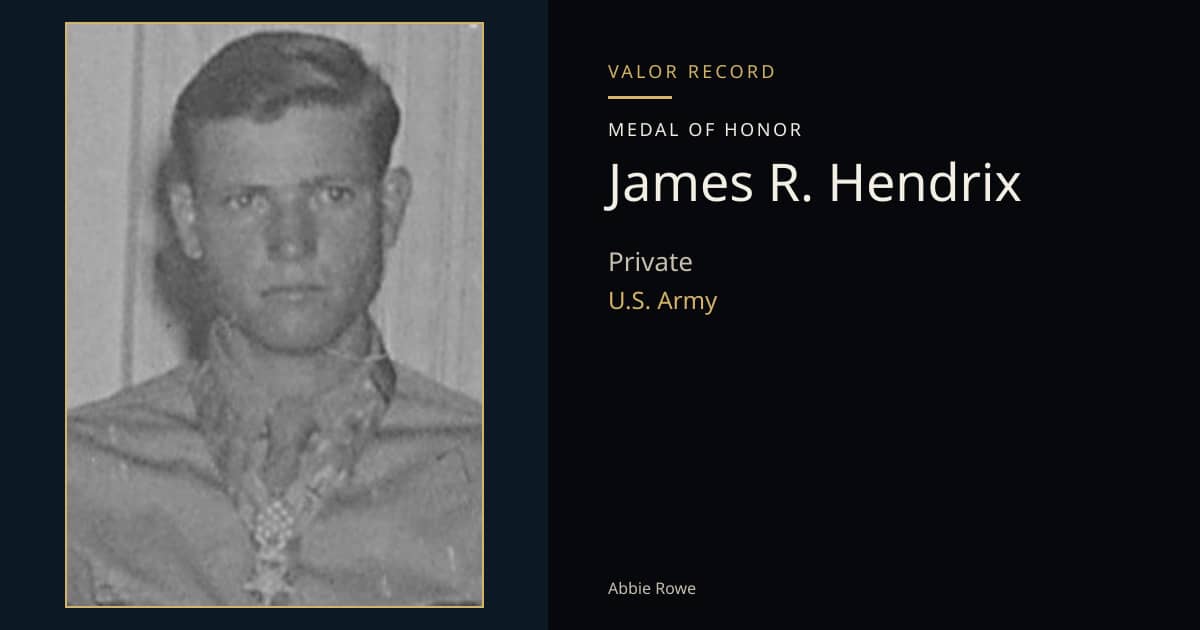 VALOR RECORD
MEDAL OF HONOR
James R. Hendrix
Private
U.S. Army
Abbie Rowe